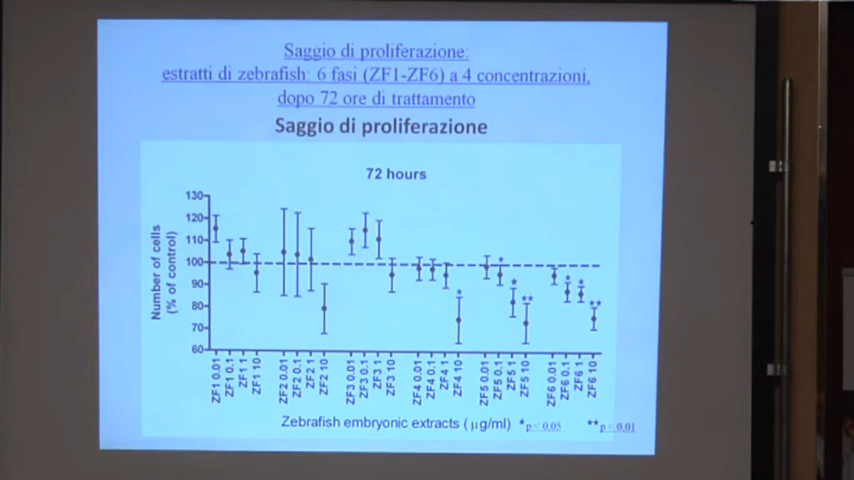 Saggio di proliferazione:
estratti di zebrafish: 6 fasi (ZF1-ZF6) a 4 concentrazioni,
dopo 72 ore di trattamento
Saggio di proliferazione
72 hours
Number of cells
(% of control)
130
120
110
100
90
80
70
60
* * ** * * * **
ZF1 0.01 ZF1 0.1 ZF1 1 ZF1 10 ZF2 0.01 ZF2 0.1 ZF2 1 ZF2 10 ZF3 0.01 ZF3 0.1 ZF3 1 ZF3 10 ZF4 0.01 ZF4 0.1 ZF4 1 ZF4 10 ZF5 0.01 ZF5 0.1 ZF5 1 ZF5 10 ZF6 0.01 ZF6 0.1 ZF6 1 ZF6 10
Zebrafish embryonic extracts (μg/ml) *p< 0.05 **p< 0.01